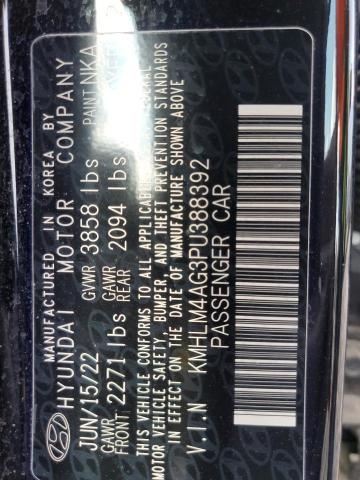 MANUFACTURED IN KOREA BY
HYUNDAI MOTOR COMPANY
JUN/15/22 GVWR 3858 lbs PAINT NKA
GAWR FRONT: 2271 lbs GAWR REAR 2094 lbs
THIS VEHICLE CONFORMS TO ALL APPLICABLE FEDERAL
MOTOR VEHICLE SAFETY, BUMPER, AND THEFT PREVENTION STANDARDS
IN EFFECT ON THE DATE OF MANUFACTURE SHOWN ABOVE
V.I.N KMHLM4AG3PU388392
PASSENGER CAR